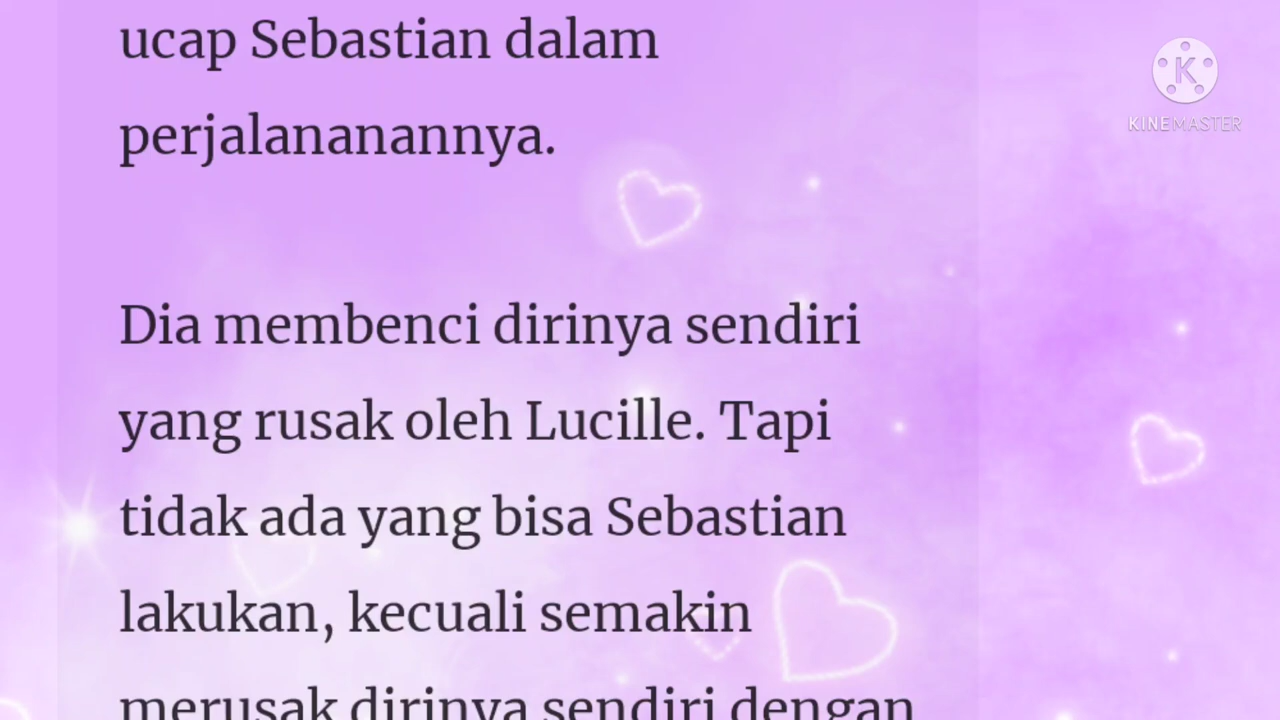 ucap Sebastian dalam
perjalananannya.
Dia membenci dirinya sendiri
yang rusak oleh Lucille. Tapi
tidak ada yang bisa Sebastian
lakukan, kecuali semakin
merusak dirinya sendiri dengan
K
KINEMASTER